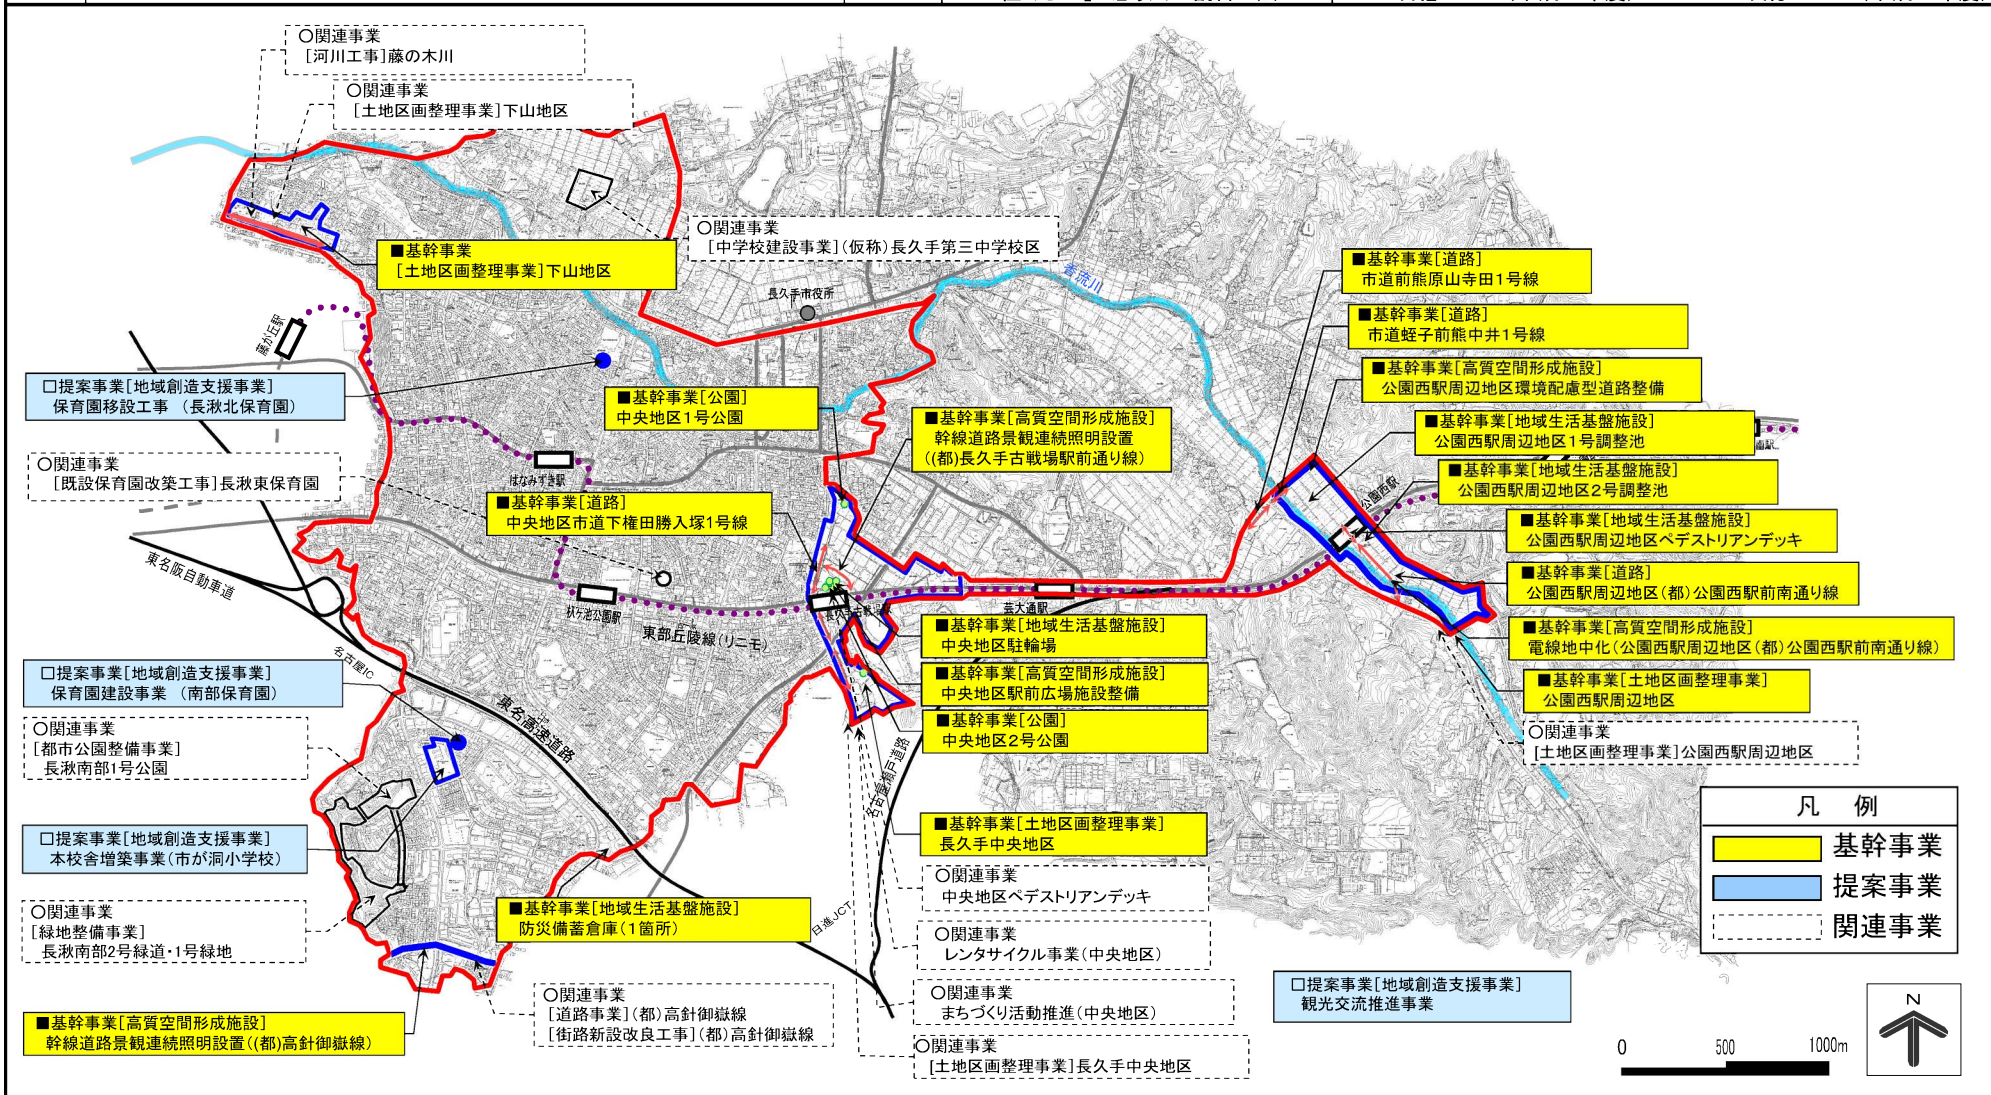 〇関連事業
[河川工事]藤の木川
〇関連事業
[土地区画整理事業]下山地区
〇関連事業
[中学校建設事業](仮称)長久手第三中学校区
■基幹事業
[土地区画整理事業]下山地区
長久手市役所
香流川
■基幹事業[道路]
市道前熊原山寺田1号線
■基幹事業[道路]
市道蛭子前熊中井1号線
■基幹事業[高質空間形成施設]
公園西駅周辺地区環境配慮型道路整備
■基幹事業[地域生活基盤施設]
公園西駅周辺地区1号調整池
■基幹事業[地域生活基盤施設]
公園西駅周辺地区2号調整池
■基幹事業[地域生活基盤施設]
公園西駅周辺地区ペデストリアンデッキ
■基幹事業[道路]
公園西駅周辺地区(都)公園西駅前南通り線
■基幹事業[高質空間形成施設]
電線地中化(公園西駅周辺地区(都)公園西駅前南通り線)
■基幹事業[土地区画整理事業]
公園西駅周辺地区
〇関連事業
[土地区画整理事業]公園西駅周辺地区
公園西駅
藤が丘駅
□提案事業[地域創造支援事業]
保育園移設工事 (長湫北保育園)
■基幹事業[公園]
中央地区1号公園
■基幹事業[高質空間形成施設]
幹線道路景観連続照明設置
((都)長久手古戦場駅前通り線)
〇関連事業
[既設保育園改築工事]長湫東保育園
はなみずき駅
■基幹事業[道路]
中央地区市道下権田勝入塚1号線
東名阪自動車道
杁ヶ池公園駅
東部丘陵線(リニモ)
芸大通駅
■基幹事業[地域生活基盤施設]
中央地区駐輪場
■基幹事業[高質空間形成施設]
中央地区駅前広場施設整備
■基幹事業[公園]
中央地区2号公園
名古屋IC
東名高速道路
名古屋瀬戸道路
□提案事業[地域創造支援事業]
保育園建設事業 (南部保育園)
〇関連事業
[都市公園整備事業]
長湫南部1号公園
□提案事業[地域創造支援事業]
本校舎増築事業(市が洞小学校)
〇関連事業
[緑地整備事業]
長湫南部2号緑道・1号緑地
■基幹事業[高質空間形成施設]
幹線道路景観連続照明設置((都)高針御嶽線)
■基幹事業[地域生活基盤施設]
防災備蓄倉庫(1箇所)
〇関連事業
[道路事業](都)高針御嶽線
[街路新設改良工事](都)高針御嶽線
日進JCT
■基幹事業[土地区画整理事業]
長久手中央地区
〇関連事業
中央地区ペデストリアンデッキ
〇関連事業
レンタサイクル事業(中央地区)
〇関連事業
まちづくり活動推進(中央地区)
〇関連事業
[土地区画整理事業]長久手中央地区
□提案事業[地域創造支援事業]
観光交流推進事業
凡 例
基幹事業
提案事業
関連事業
N
0 500 1000m